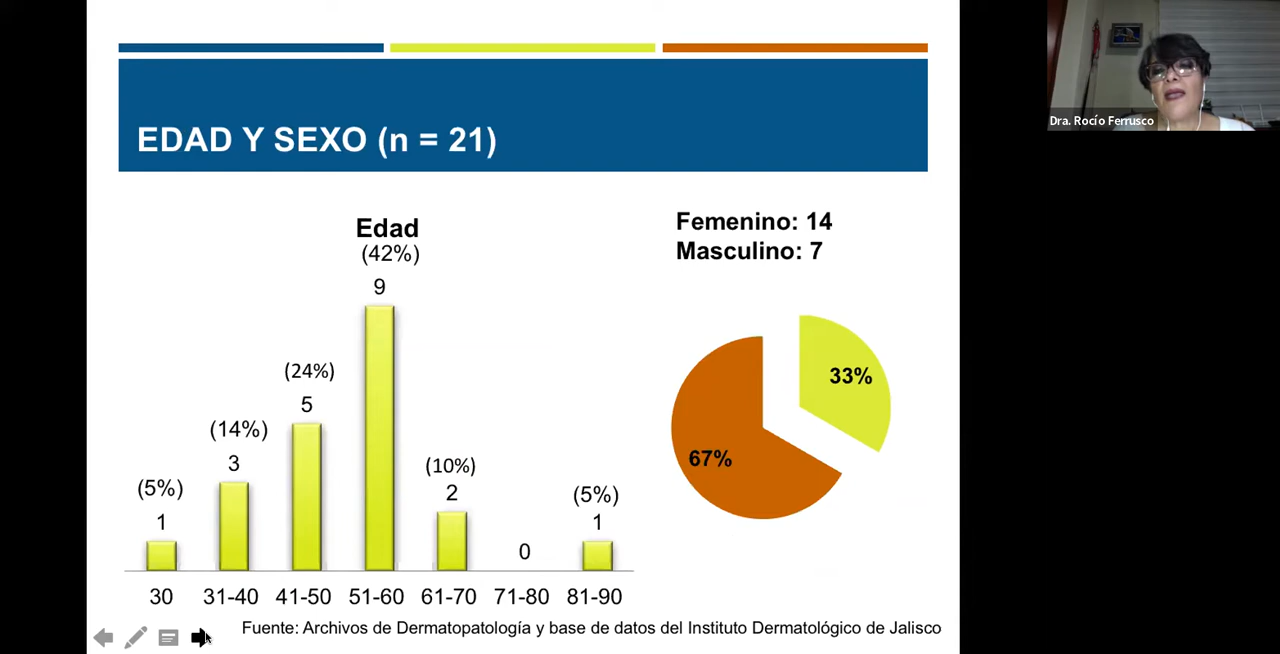 Dra. Rocío Ferrusco
EDAD Y SEXO (n = 21)
Edad
(42%)
9
(24%)
5
(14%)
3
(5%)
1
(10%)
2
0
(5%)
1
30 31-40 41-50 51-60 61-70 71-80 81-90
Femenino: 14
Masculino: 7
33%
67%
Fuente: Archivos de Dermatopatología y base de datos del Instituto Dermatológico de Jalisco